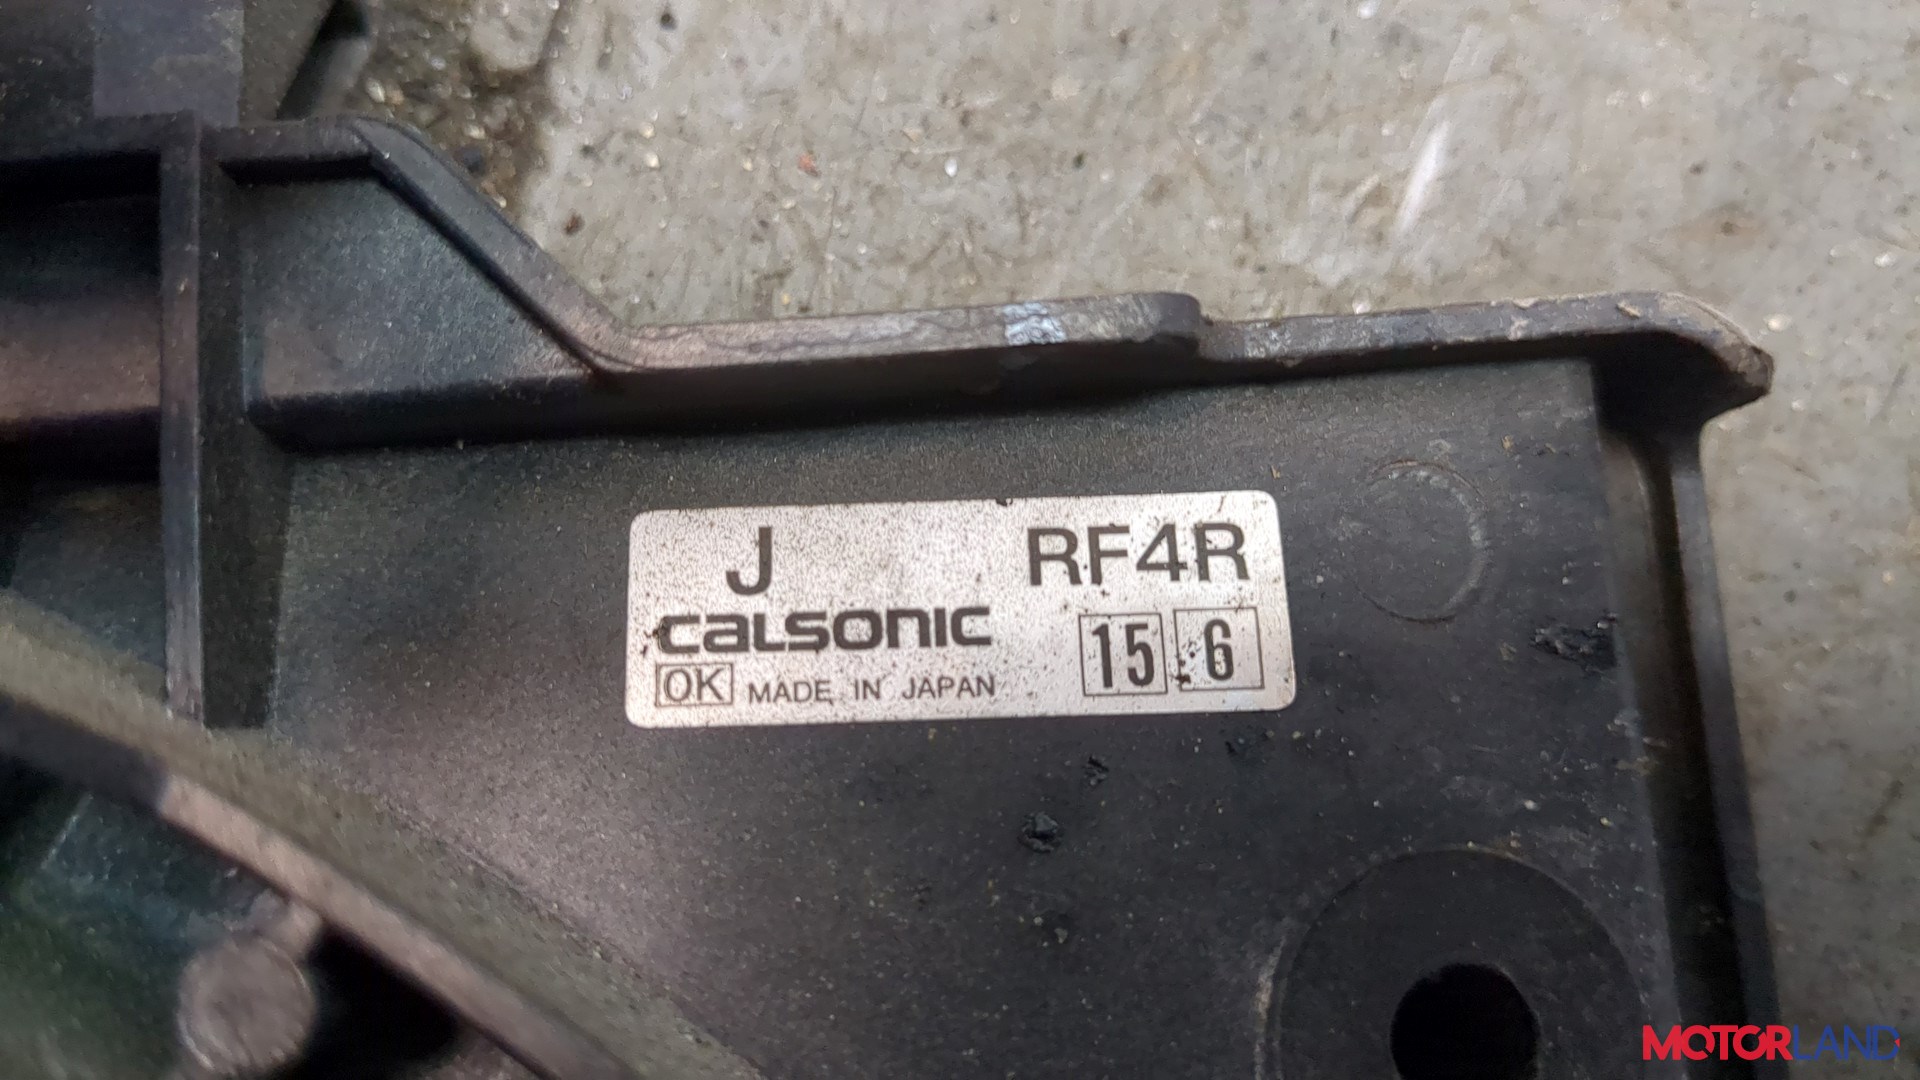 J RF4R
CALSONIC 15 6
OK MADE IN JAPAN
MOTORLAND